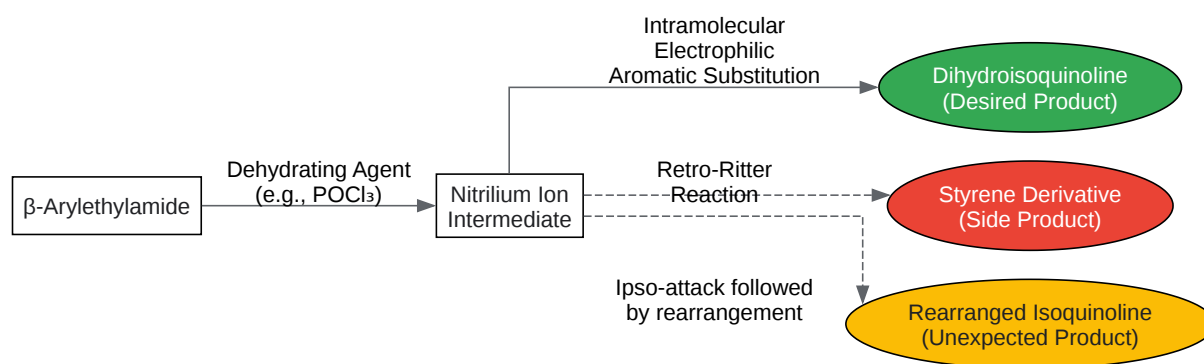 β-Arylethylamide
Dehydrating Agent
(e.g., POCl₃)
Nitrilium Ion
Intermediate
Intramolecular
Electrophilic
Aromatic Substitution
Dihydroisoquinoline
(Desired Product)
Retro-Ritter
Reaction
Styrene Derivative
(Side Product)
Ipso-attack followed
by rearrangement
Rearranged Isoquinoline
(Unexpected Product)